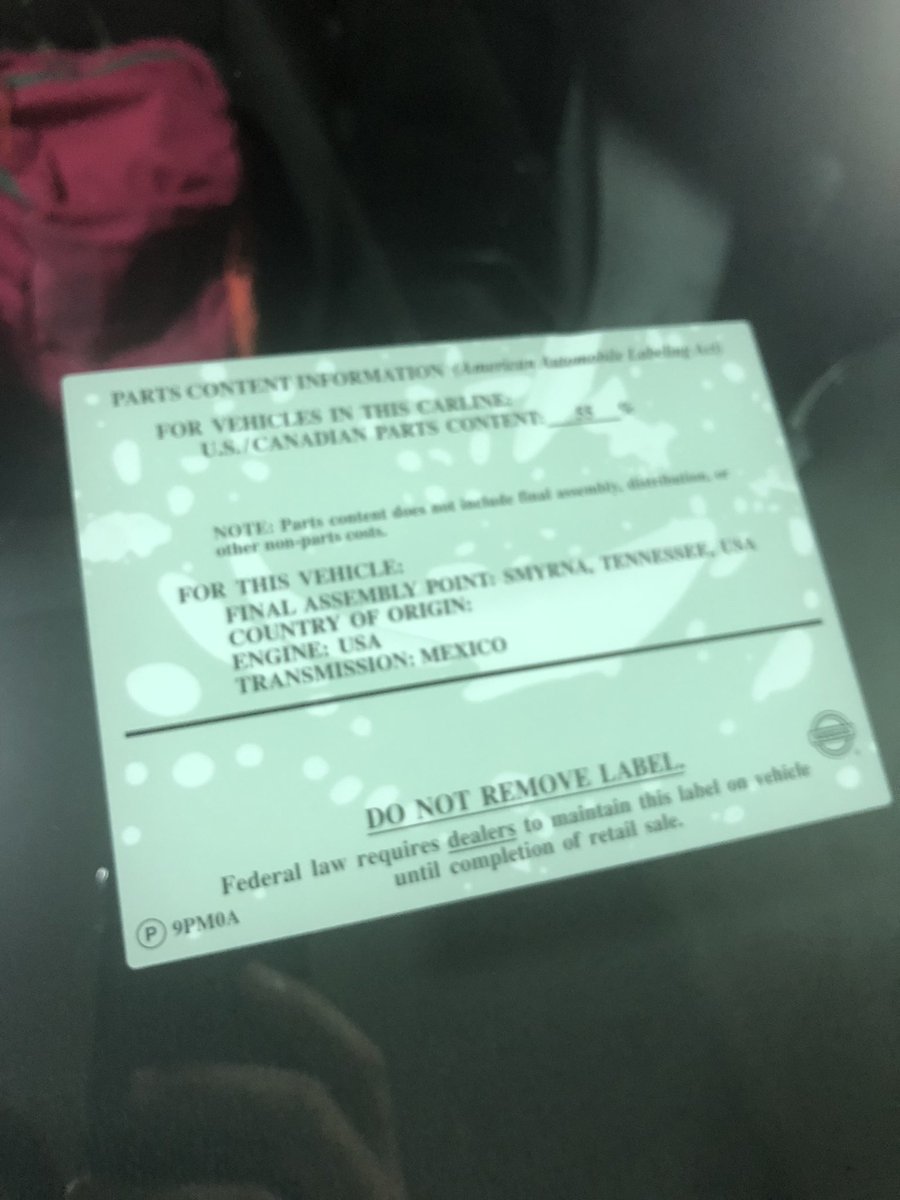 PARTS CONTENT INFORMATION (American Automobile Labeling Act)
FOR VEHICLES IN THIS CARLINE:
U.S./CANADIAN PARTS CONTENT: 55 %
NOTE: Parts content does not include final assembly, distribution, or
other non-parts costs.
FOR THIS VEHICLE:
FINAL ASSEMBLY POINT: SMYRNA, TENNESSEE, USA
COUNTRY OF ORIGIN:
ENGINE: USA
TRANSMISSION: MEXICO
DO NOT REMOVE LABEL.
Federal law requires dealers to maintain this label on vehicle
until completion of retail sale.
P 9PM0A